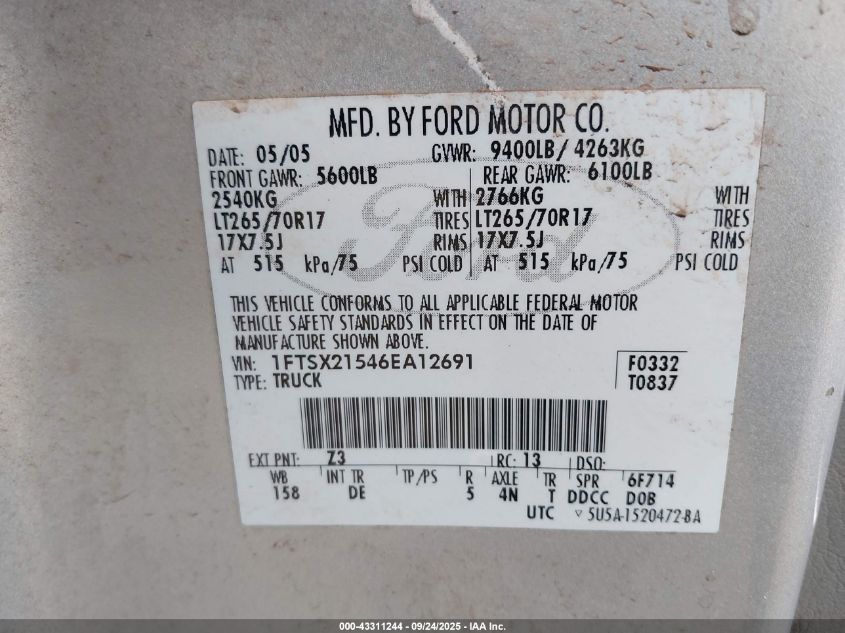 MFD. BY FORD MOTOR CO.
DATE: 05/05 GVWR: 9400LB/ 4263KG
FRONT GAWR: 5600LB REAR GAWR: 6100LB
2540KG WITH 2766KG WITH
LT265/70R17 TIRES LT265/70R17 TIRES
17X7.5J RIMS 17X7.5J RIMS
AT 515 kPa/75 PSI COLD AT 515 kPa/75 PSI COLD
Ford
THIS VEHICLE CONFORMS TO ALL APPLICABLE FEDERAL MOTOR
VEHICLE SAFETY STANDARDS IN EFFECT ON THE DATE OF
MANUFACTURE SHOWN ABOVE.
VIN: 1FTSX21546EA12691 F0332
TYPE: TRUCK T0837
EXT PNT: Z3 RC: 13 DSO:
WB INT TR TP/PS R AXLE TR SPR 6F714
158 DE 5 4N T DDCC DOB
UTC ▽ 5U5A-1520472-BA
000-43311244 - 09/24/2025 - IAA Inc.